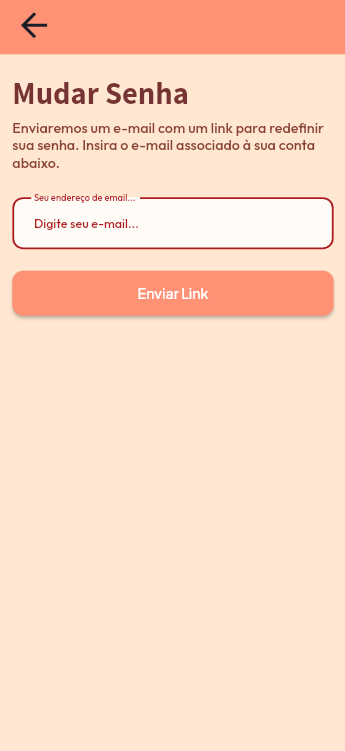 Mudar Senha
Enviaremos um e-mail com um link para redefinir
sua senha. Insira o e-mail associado à sua conta
abaixo.
Seu endereço de email...
Digite seu e-mail...
Enviar Link